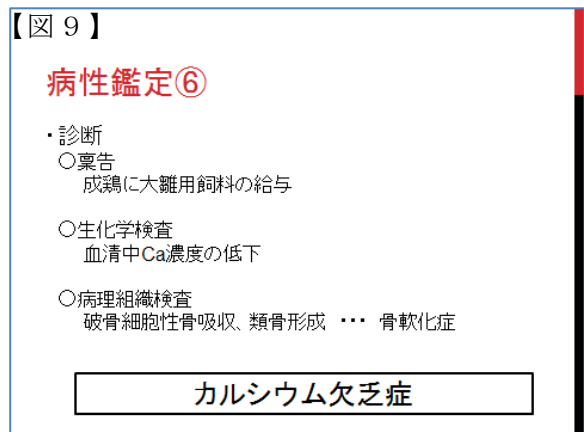 【図９】
病性鑑定⑥
・診断
○稟告
成鶏に大雛用飼料の給与
○生化学検査
血清中Ca濃度の低下
○病理組織検査
破骨細胞性骨吸収、類骨形成 ･･･ 骨軟化症
カルシウム欠乏症